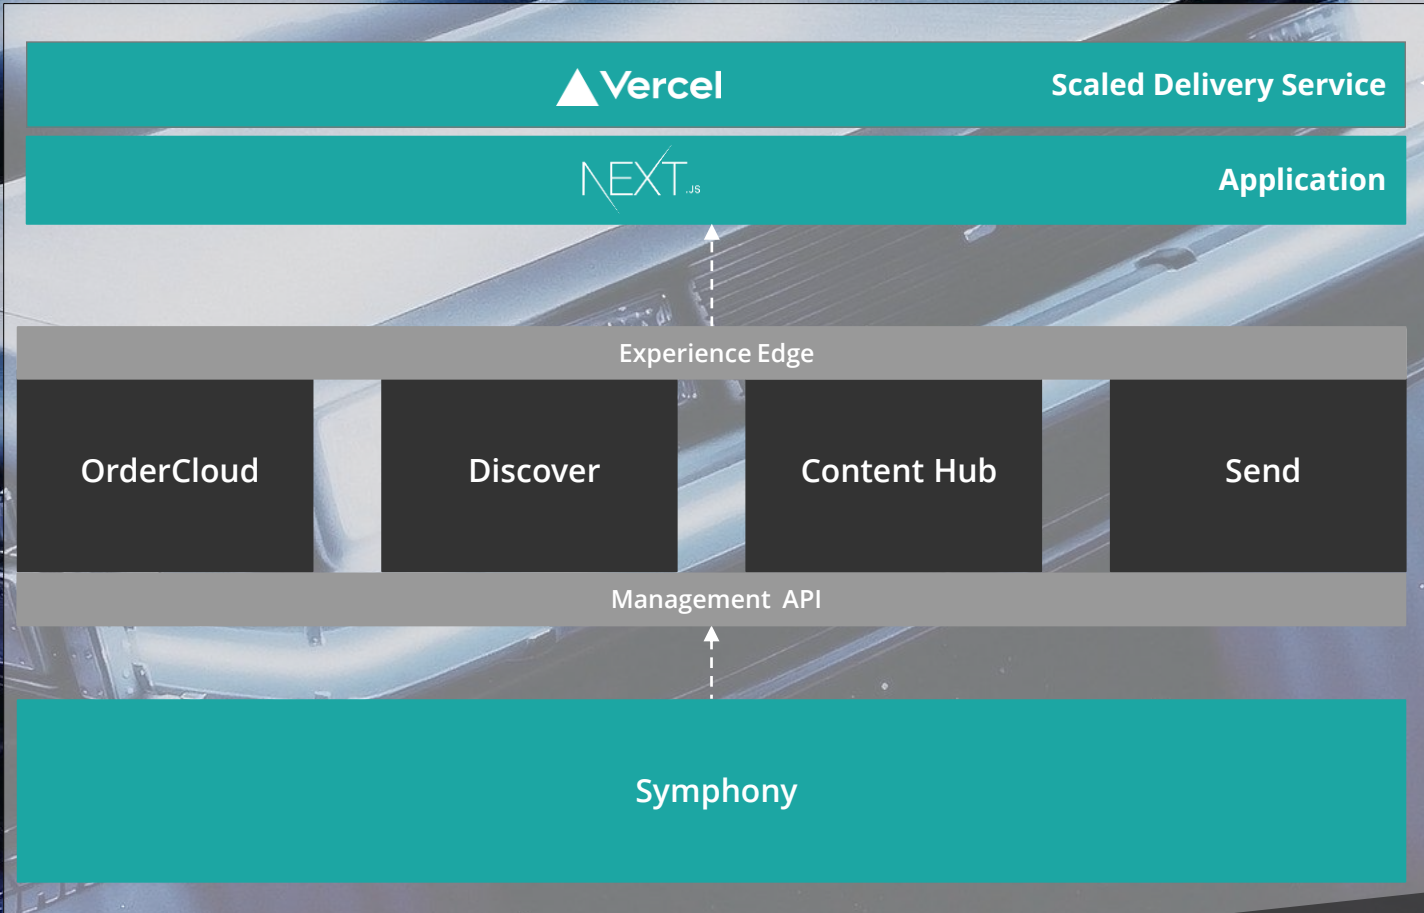 Vercel
Scaled Delivery Service
NEXT.JS
Application
Experience Edge
OrderCloud
Discover
Content Hub
Send
Management API
Symphony